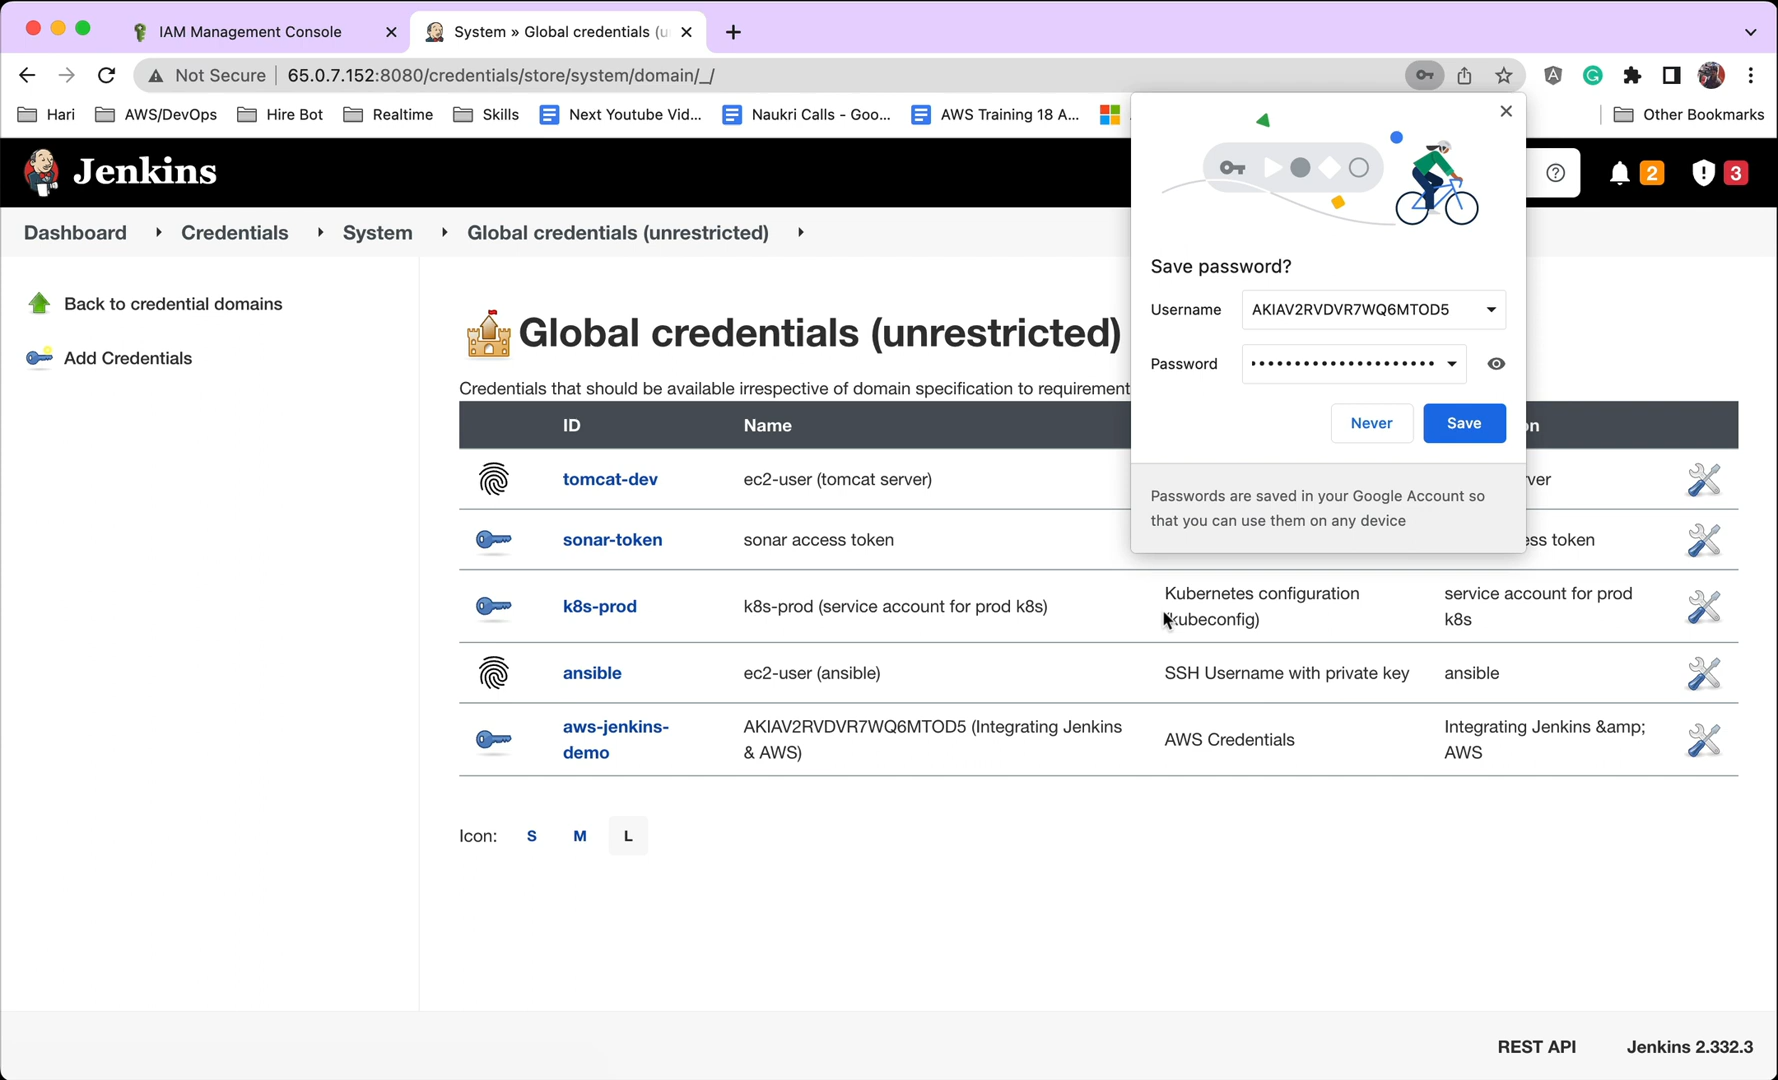 IAM Management Console
System » Global credentials (u
Not Secure
65.0.7.152:8080/credentials/store/system/domain/_/
Hari
AWS/DevOps
Hire Bot
Realtime
Skills
Next Youtube Vid...
Naukri Calls - Goo...
AWS Training 18 A...
Other Bookmarks
Jenkins
2
3
Dashboard
Credentials
System
Global credentials (unrestricted)
Back to credential domains
Add Credentials
Global credentials (unrestricted)
Credentials that should be available irrespective of domain specification to requirement
Save password?
Username AKIAV2RVDVR7WQ6MTOD5
Password ••••••••••••••••••••
Never Save
Passwords are saved in your Google Account so
that you can use them on any device
ID Name on
tomcat-dev ec2-user (tomcat server) ver
sonar-token sonar access token ess token
k8s-prod k8s-prod (service account for prod k8s) Kubernetes configuration (kubeconfig) service account for prod k8s
ansible ec2-user (ansible) SSH Username with private key ansible
aws-jenkins-demo AKIAV2RVDVR7WQ6MTOD5 (Integrating Jenkins & AWS) AWS Credentials Integrating Jenkins &amp; AWS
Icon: S M L
REST API Jenkins 2.332.3